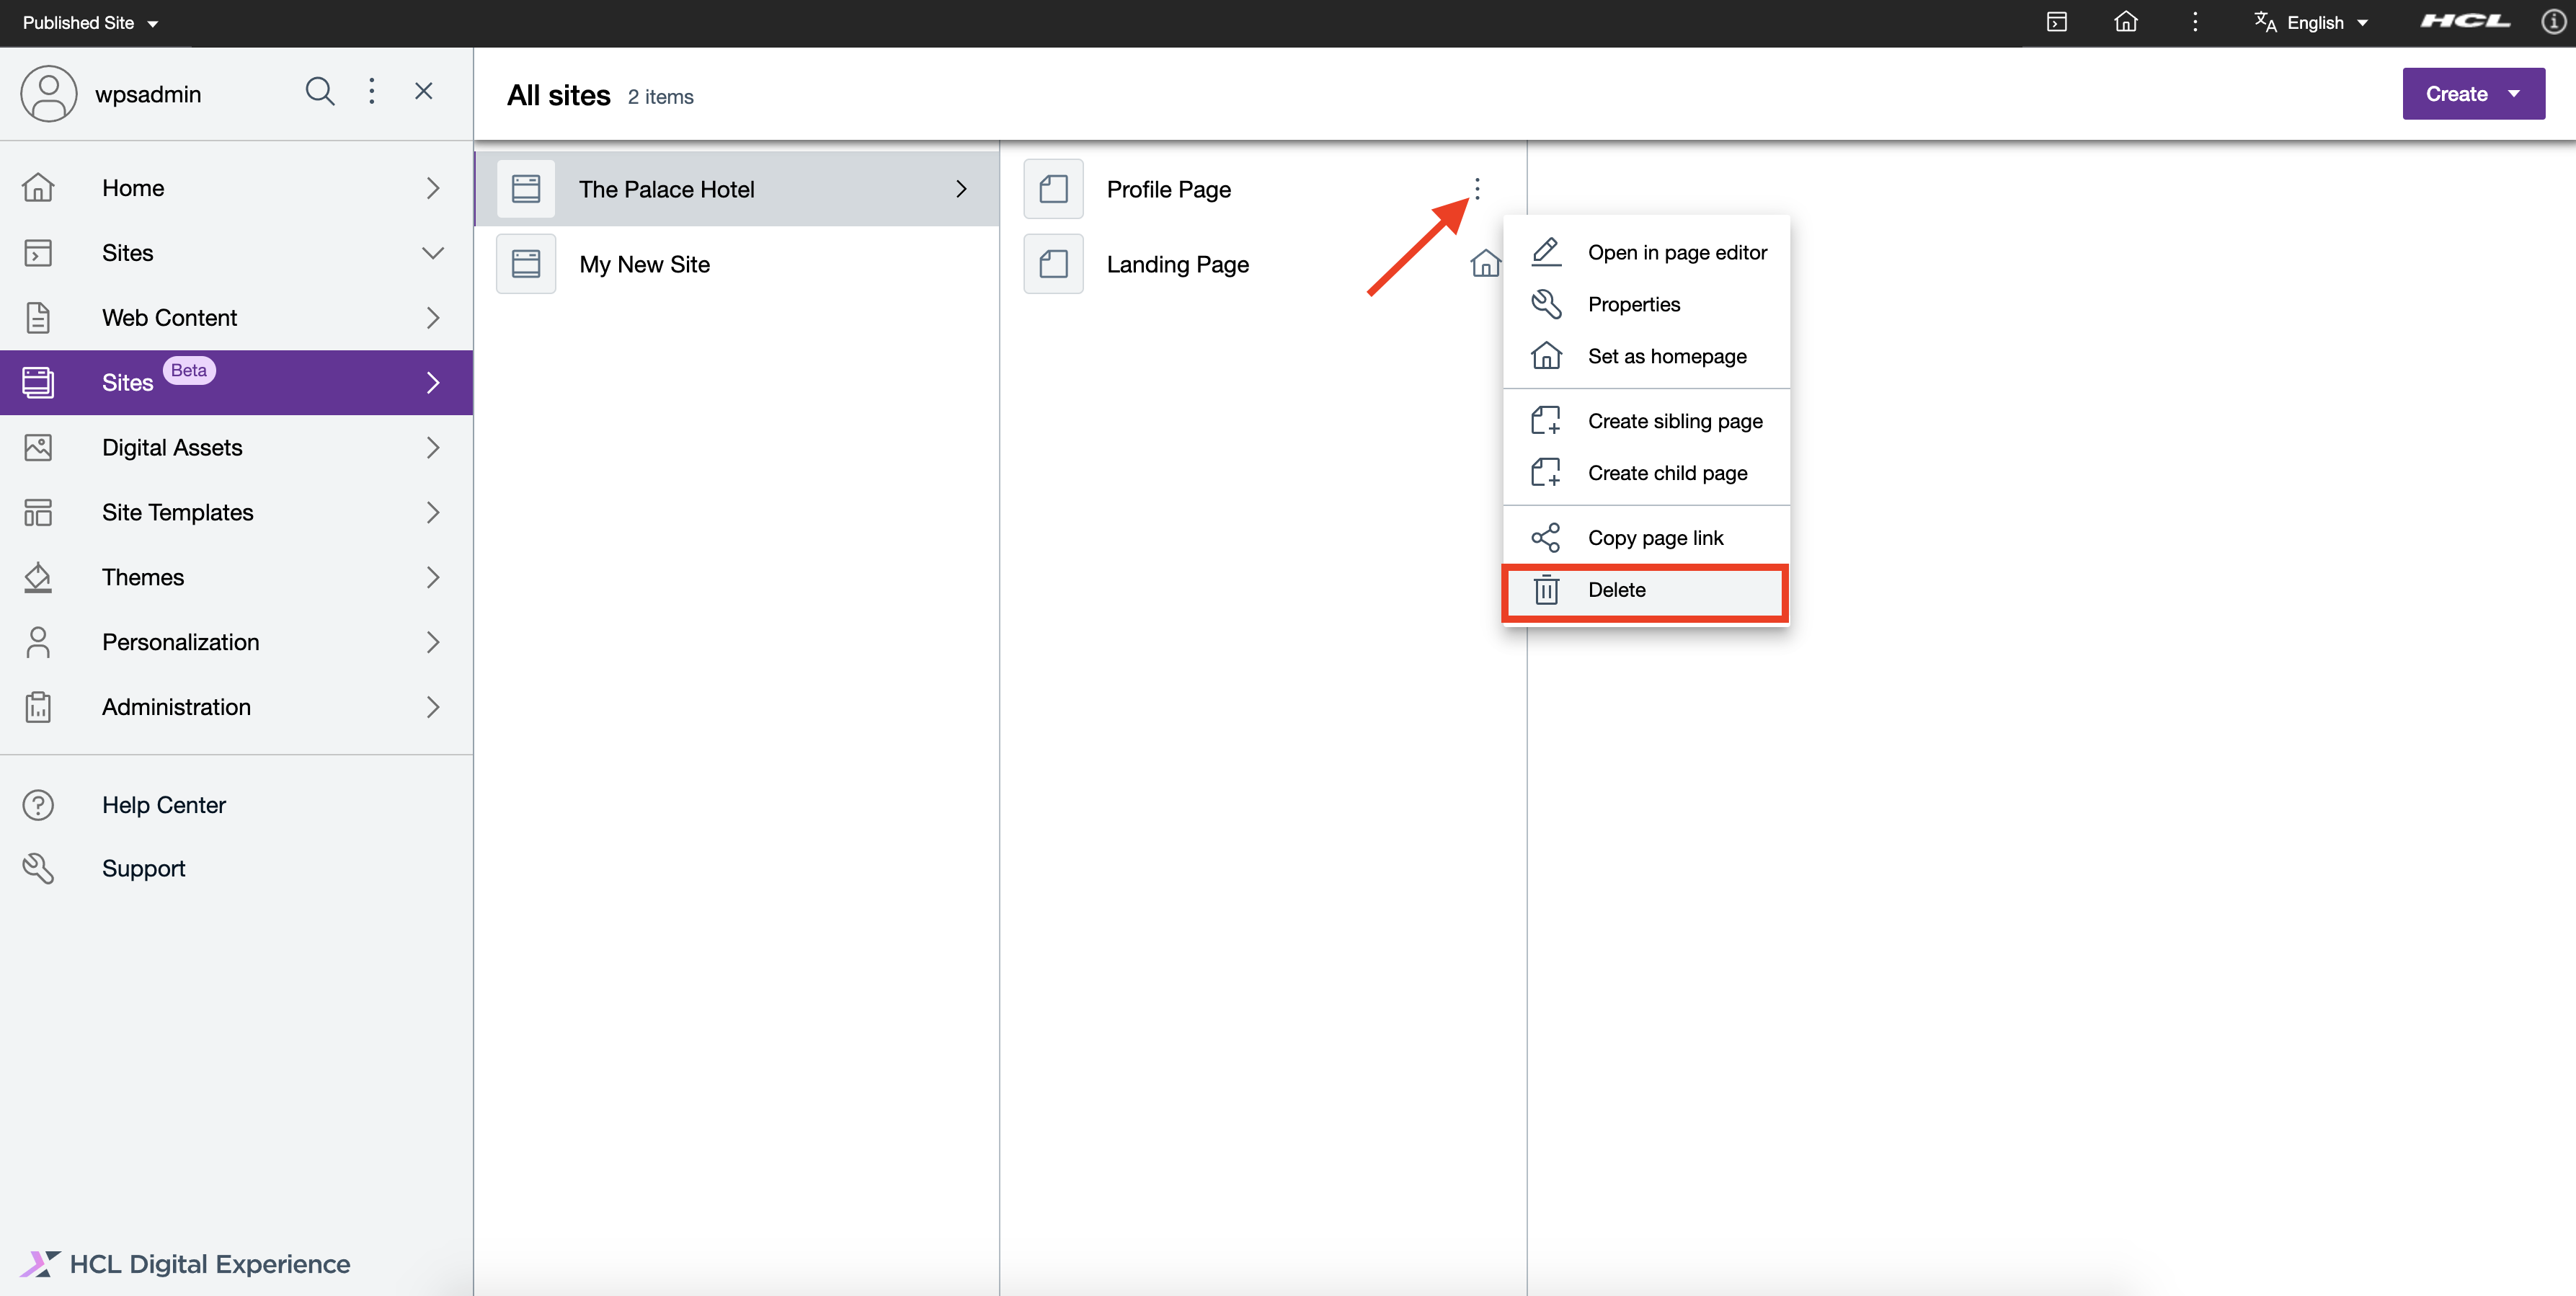 Published Site
English
HCL
wpsadmin
All sites 2 items
Create
Home
Sites
Web Content
Sites Beta
Digital Assets
Site Templates
Themes
Personalization
Administration
Help Center
Support
HCL Digital Experience
The Palace Hotel
My New Site
Profile Page
Landing Page
Open in page editor
Properties
Set as homepage
Create sibling page
Create child page
Copy page link
Delete